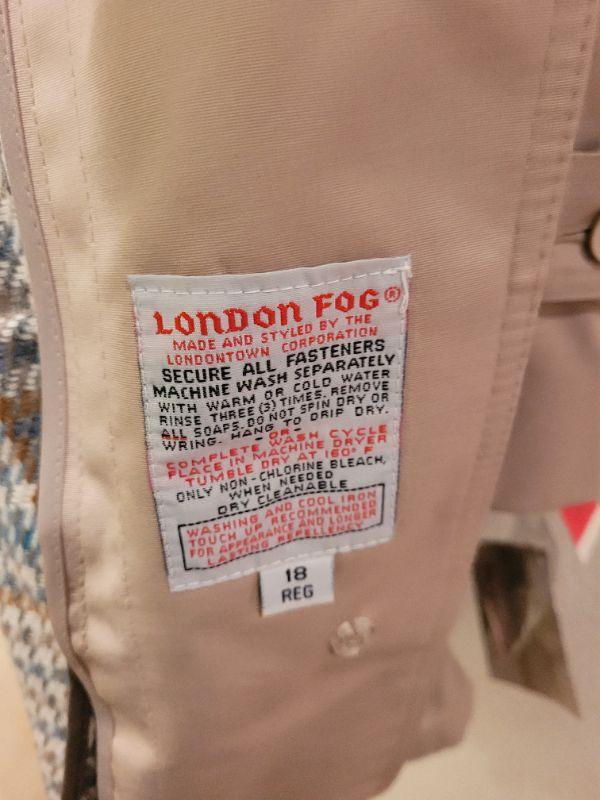 LONDON FOG®
MADE AND STYLED BY THE
LONDONTOWN CORPORATION
SECURE ALL FASTENERS
MACHINE WASH SEPARATELY
WITH WARM OR COLD WATER
RINSE THREE (3) TIMES. REMOVE
ALL SOAPS. DO NOT SPIN DRY OR
WRING. HANG TO DRIP DRY.
-OR-
COMPLETE WASH CYCLE
PLACE IN MACHINE DRYER
TUMBLE DRY AT 160° F
ONLY NON-CHLORINE BLEACH,
WHEN NEEDED
DRY CLEANABLE
WASHING AND COOL IRON
TOUCH UP RECOMMENDED
FOR APPEARANCE AND LONGER
LASTING REPELLENCY
18
REG